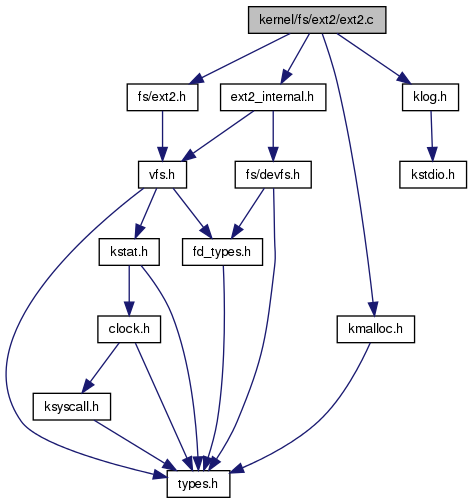 kernel/fs/ext2/ext2.c
fs/ext2.h
ext2_internal.h
klog.h
vfs.h
fs/devfs.h
kstdio.h
kstat.h
fd_types.h
clock.h
kmalloc.h
ksyscall.h
types.h